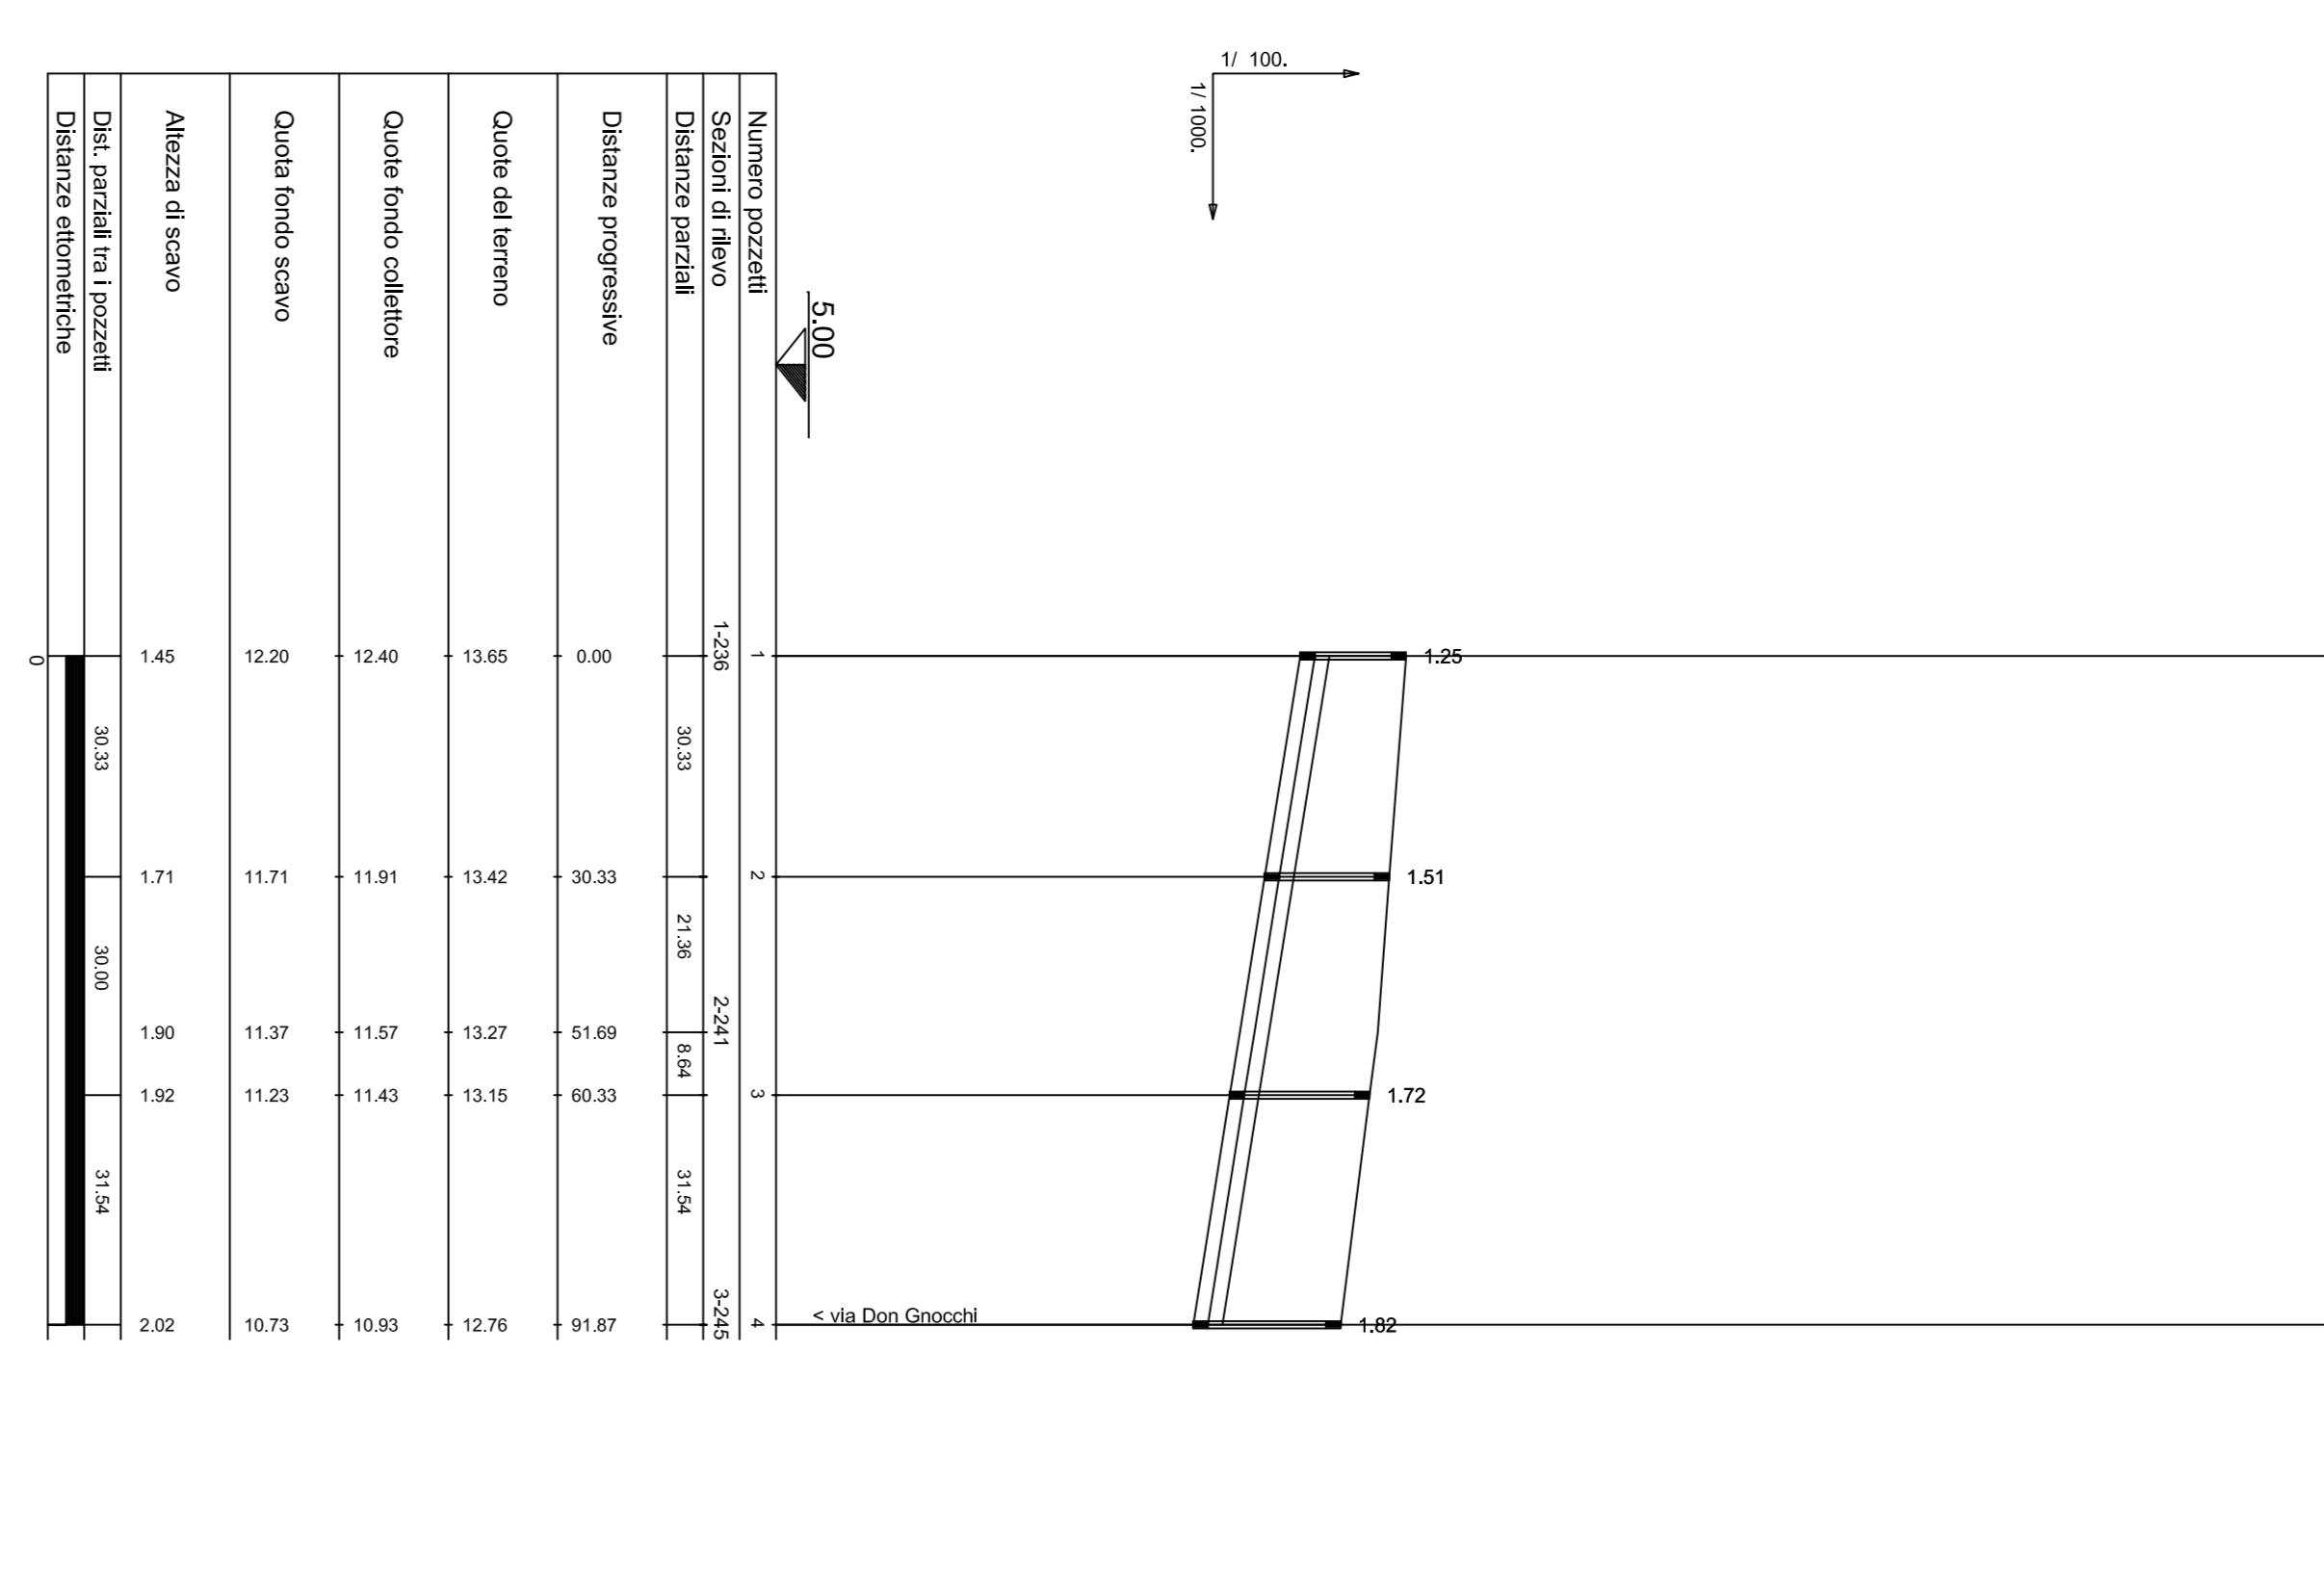 1/ 100.
1/ 1000.
5.00
Numero pozzetti 1 2 3 4
Sezioni di rilevo 1-236 2-241 3-245
Distanze parziali 30.33 21.36 8.64 31.54
Distanze progressive 0.00 30.33 51.69 60.33 91.87
Quote del terreno 13.65 13.42 13.27 13.15 12.76
Quote fondo collettore 12.40 11.91 11.57 11.43 10.93
Quota fondo scavo 12.20 11.71 11.37 11.23 10.73
Altezza di scavo 1.45 1.71 1.90 1.92 2.02
Dist. parziali tra i pozzetti 30.33 30.00 31.54
Distanze ettometriche
0
1.25
1.51
1.72
1.82
< via Don Gnocchi